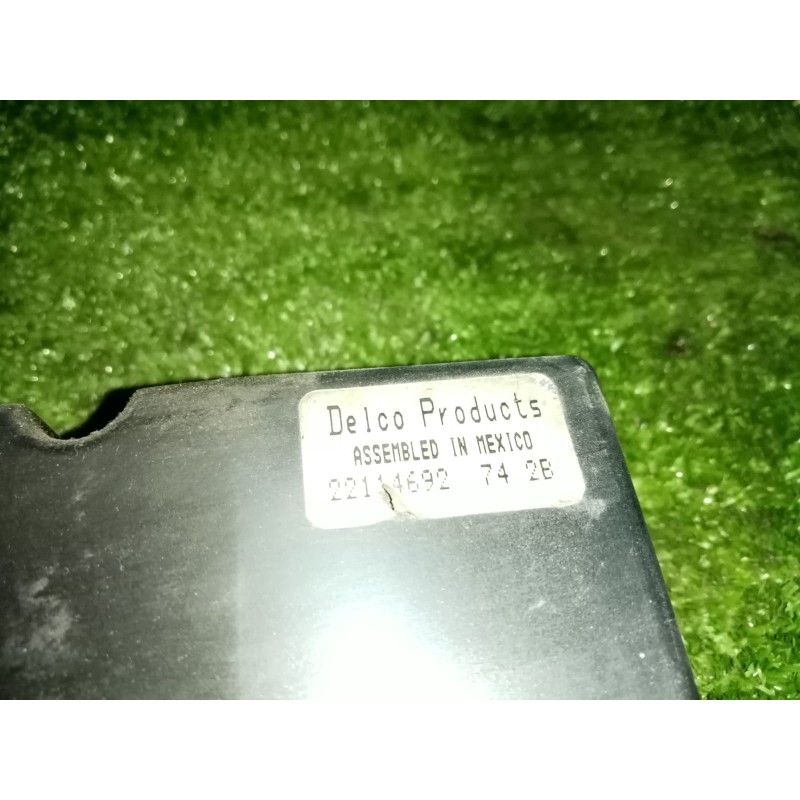 Delco Products
ASSEMBLED IN MEXICO
22114692 74 2B